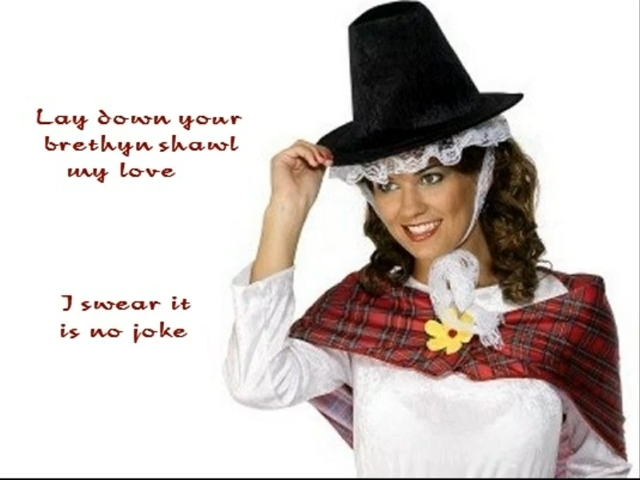 Lay down your
brethyn shawl
my love
I swear it
is no joke